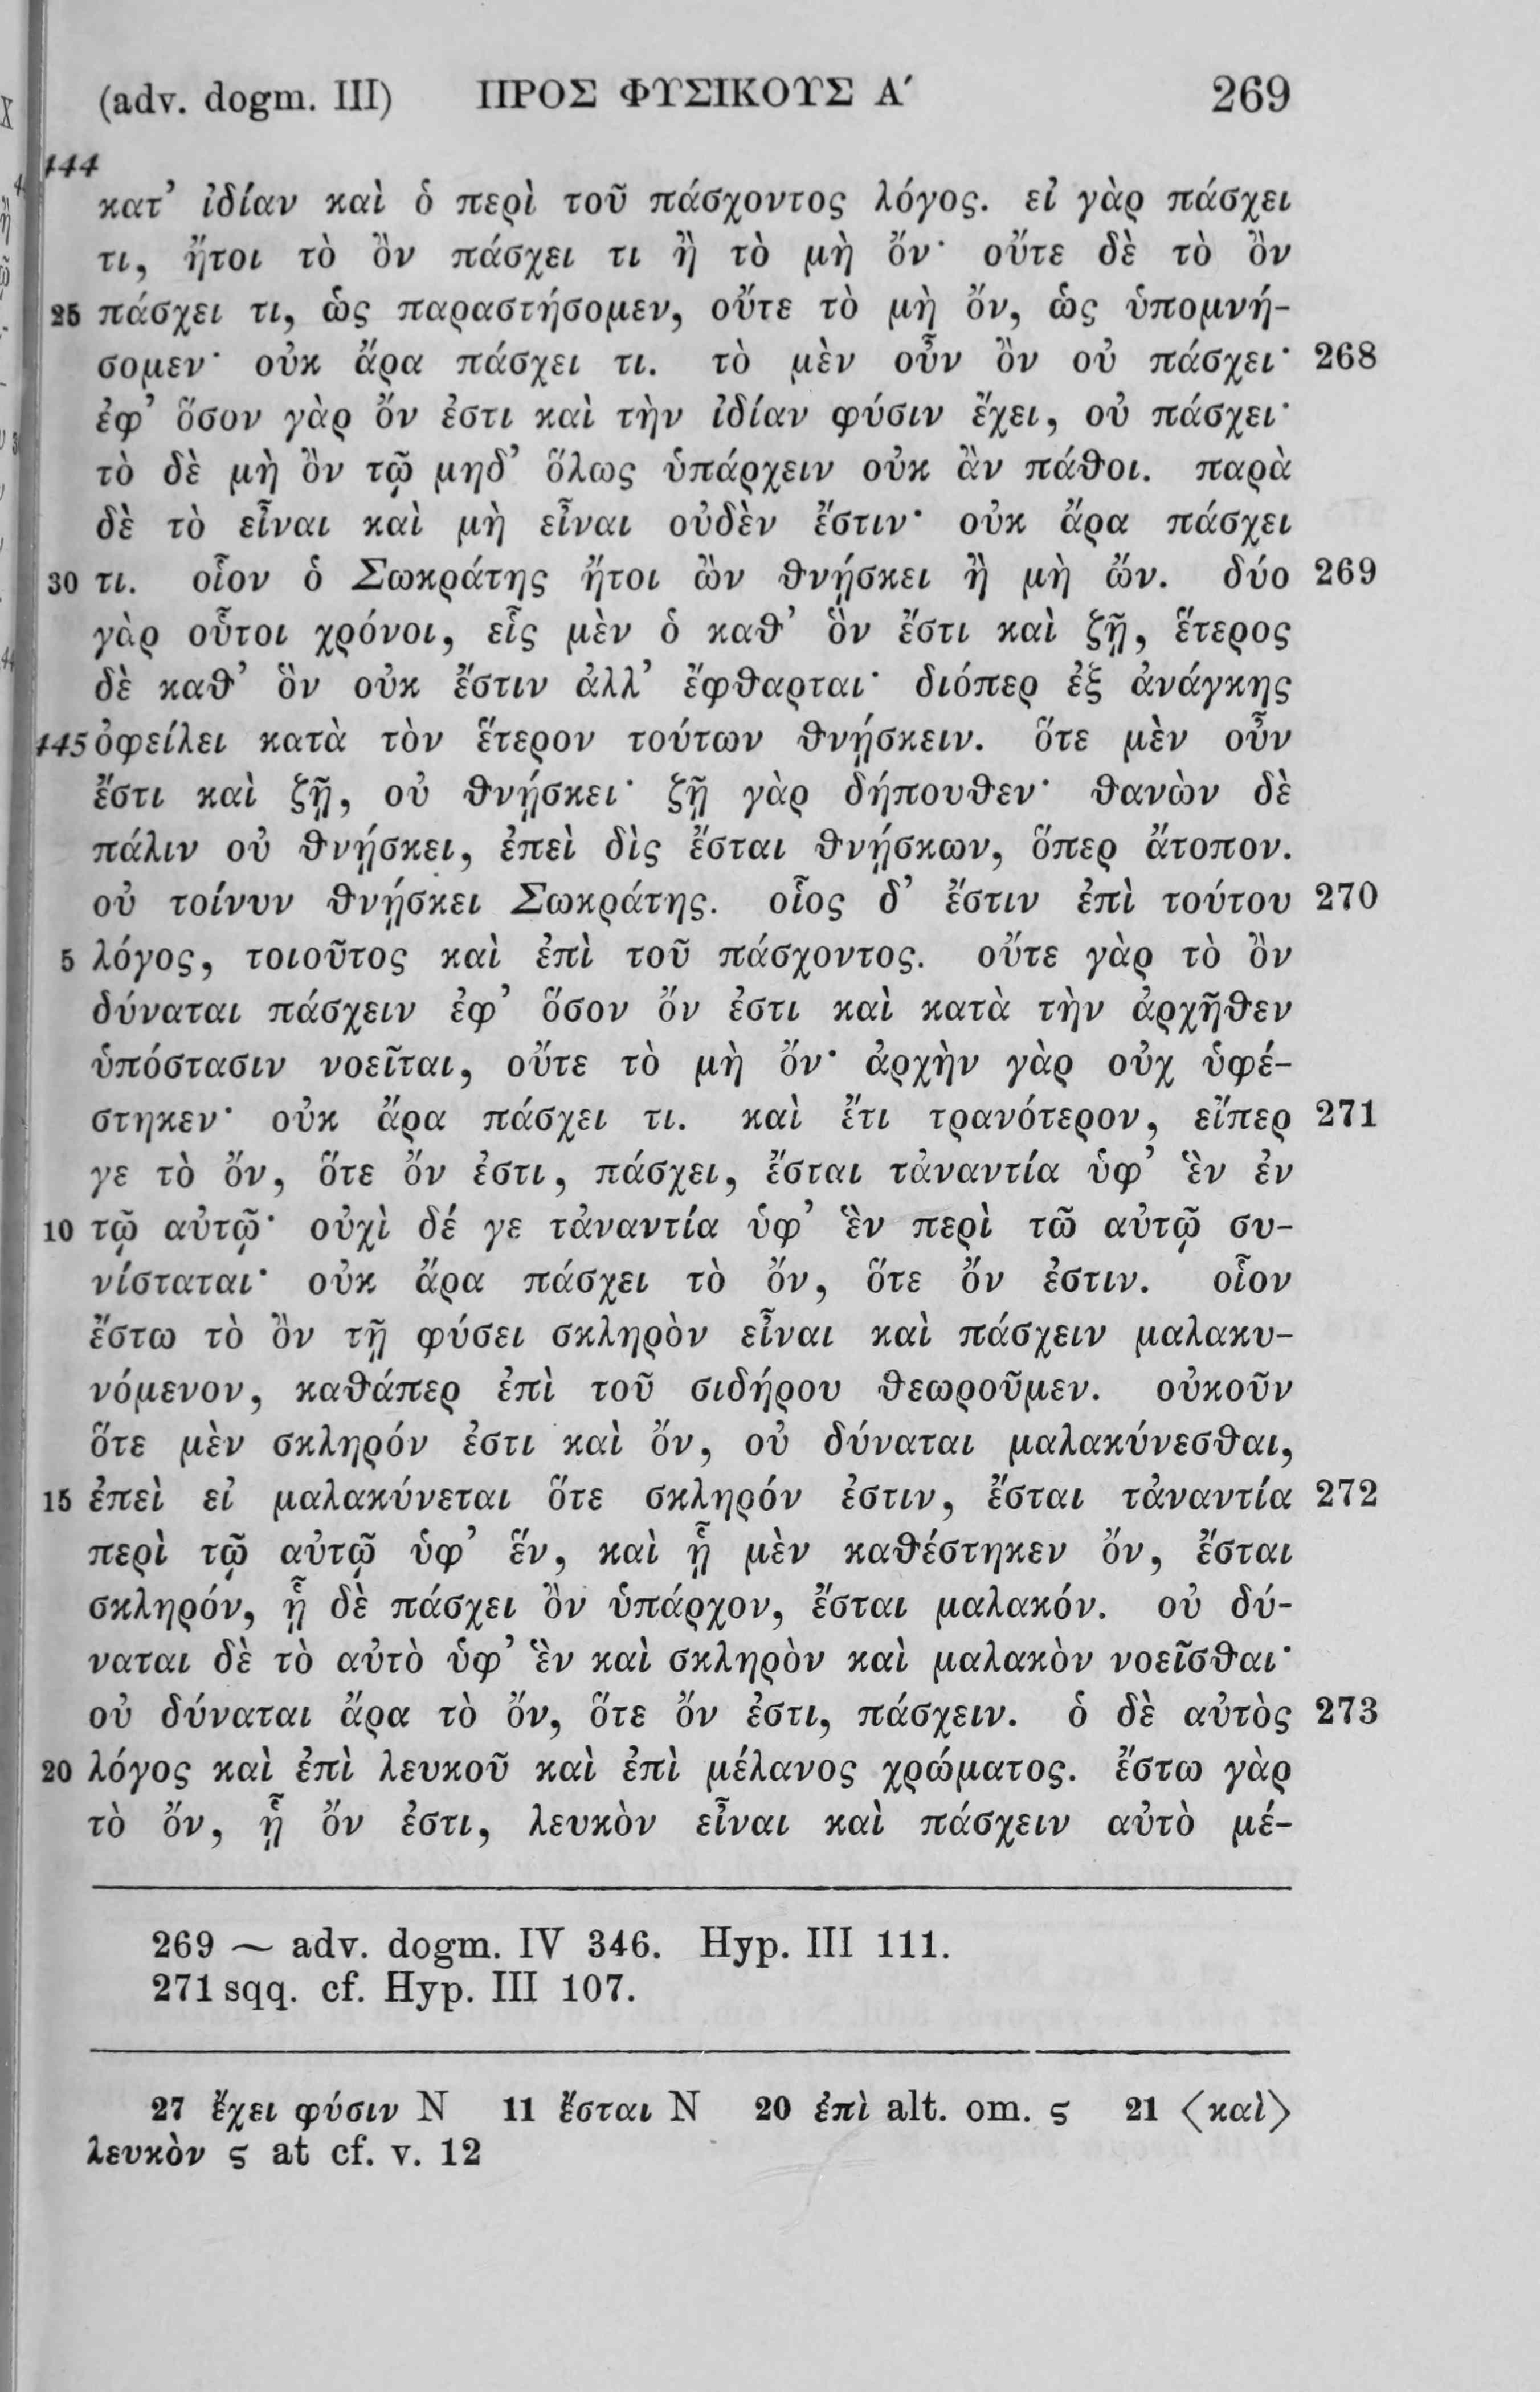 (adv. dogm. III) ΠΡΟΣ ΦΥΣΙΚΟΥΣ Α′ 269
444
κατ’ ἰδίαν καὶ ὁ περὶ τοῦ πάσχοντος λόγος. εἰ γὰρ πάσχει
τι, ἤτοι τὸ ὂν πάσχει τι ἢ τὸ μὴ ὄν· οὔτε δὲ τὸ ὂν
25 πάσχει τι, ὡς παραστήσομεν, οὔτε τὸ μὴ ὄν, ὡς ὑπομνή-
σομεν· οὐκ ἄρα πάσχει τι. τὸ μὲν οὖν ὂν οὐ πάσχει· 268
ἐφ’ ὅσον γὰρ ὄν ἐστι καὶ τὴν ἰδίαν φύσιν ἔχει, οὐ πάσχει·
τὸ δὲ μὴ ὂν τῷ μηδ’ ὅλως ὑπάρχειν οὐκ ἂν πάθοι. παρὰ
δὲ τὸ εἶναι καὶ μὴ εἶναι οὐδὲν ἔστιν· οὐκ ἄρα πάσχει
30 τι. οἷον ὁ Σωκράτης ἤτοι ὢν θνῄσκει ἢ μὴ ὤν. δύο 269
γὰρ οὗτοι χρόνοι, εἷς μὲν ὁ καθ’ ὃν ἔστι καὶ ζῇ, ἕτερος
δὲ καθ’ ὃν οὐκ ἔστιν ἀλλ’ ἔφθαρται· διόπερ ἐξ ἀνάγκης
445 ὀφείλει κατὰ τὸν ἕτερον τούτων θνῄσκειν. ὅτε μὲν οὖν
ἔστι καὶ ζῇ, οὐ θνῄσκει· ζῇ γὰρ δήπουθεν· θανὼν δὲ
πάλιν οὐ θνῄσκει, ἐπεὶ δὶς ἔσται θνῄσκων, ὅπερ ἄτοπον.
οὐ τοίνυν θνῄσκει Σωκράτης. οἷος δ’ ἔστιν ἐπὶ τούτου 270
5 λόγος, τοιοῦτος καὶ ἐπὶ τοῦ πάσχοντος. οὔτε γὰρ τὸ ὂν
δύναται πάσχειν ἐφ’ ὅσον ὄν ἐστι καὶ κατὰ τὴν ἀρχῆθεν
ὑπόστασιν νοεῖται, οὔτε τὸ μὴ ὄν· ἀρχὴν γὰρ οὐχ ὑφέ-
στηκεν· οὐκ ἄρα πάσχει τι. καὶ ἔτι τρανότερον, εἴπερ 271
γε τὸ ὄν, ὅτε ὄν ἐστι, πάσχει, ἔσται τἀναντία ὑφ’ ἓν ἐν
10 τῷ αὐτῷ· οὐχὶ δέ γε τἀναντία ὑφ’ ἓν περὶ τῶ αὐτῷ συ-
νίσταται· οὐκ ἄρα πάσχει τὸ ὄν, ὅτε ὄν ἐστιν. οἷον
ἔστω τὸ ὂν τῇ φύσει σκληρὸν εἶναι καὶ πάσχειν μαλακυ-
νόμενον, καθάπερ ἐπὶ τοῦ σιδήρου θεωροῦμεν. οὐκοῦν
ὅτε μὲν σκληρόν ἐστι καὶ ὄν, οὐ δύναται μαλακύνεσθαι,
15 ἐπεὶ εἰ μαλακύνεται ὅτε σκληρόν ἐστιν, ἔσται τἀναντία 272
περὶ τῷ αὐτῷ ὑφ’ ἕν, καὶ ᾗ μὲν καθέστηκεν ὄν, ἔσται
σκληρόν, ᾗ δὲ πάσχει ὂν ὑπάρχον, ἔσται μαλακόν. οὐ δύ-
ναται δὲ τὸ αὐτὸ ὑφ’ ἓν καὶ σκληρὸν καὶ μαλακὸν νοεῖσθαι·
οὐ δύναται ἄρα τὸ ὄν, ὅτε ὄν ἐστι, πάσχειν. ὁ δὲ αὐτὸς 273
20 λόγος καὶ ἐπὶ λευκοῦ καὶ ἐπὶ μέλανος χρώματος. ἔστω γὰρ
τὸ ὄν, ᾗ ὄν ἐστι, λευκὸν εἶναι καὶ πάσχειν αὐτὸ μέ-
269 ∼ adv. dogm. IV 346. Hyp. III 111.
271 sqq. cf. Hyp. III 107.
27 ἔχει φύσιν N 11 ἔσται N 20 ἐπὶ alt. om. ς 21 ⟨καὶ⟩
λευκὸν ς at cf. v. 12